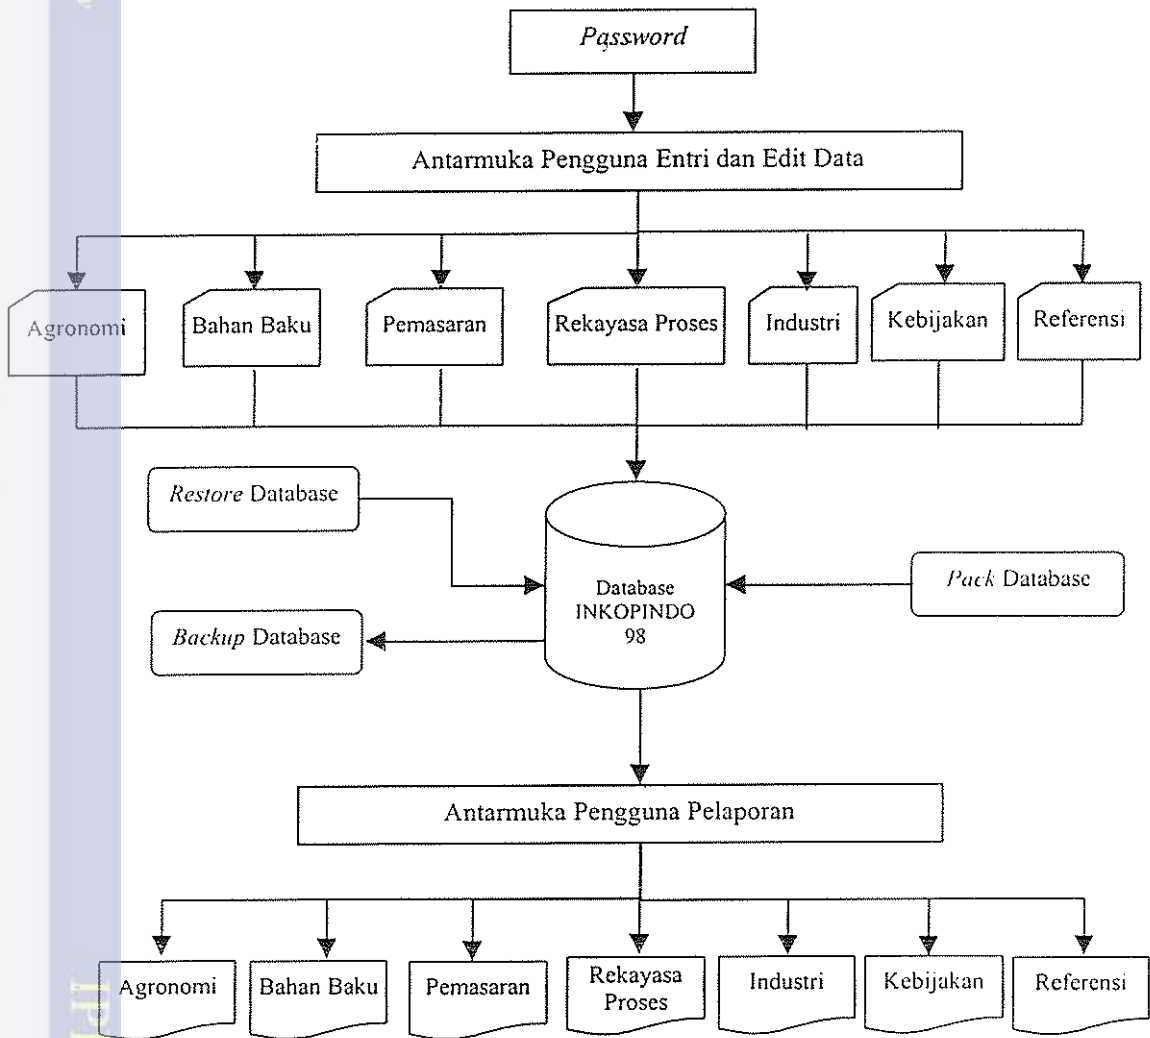 Password
Antarmuka Pengguna Entri dan Edit Data
Agronomi
Bahan Baku
Pemasaran
Rekayasa Proses
Industri
Kebijakan
Referensi
Restore Database
Database
INKOPINDO
98
Pack Database
Backup Database
Antarmuka Pengguna Pelaporan
Agronomi
Bahan Baku
Pemasaran
Rekayasa
Proses
Industri
Kebijakan
Referensi